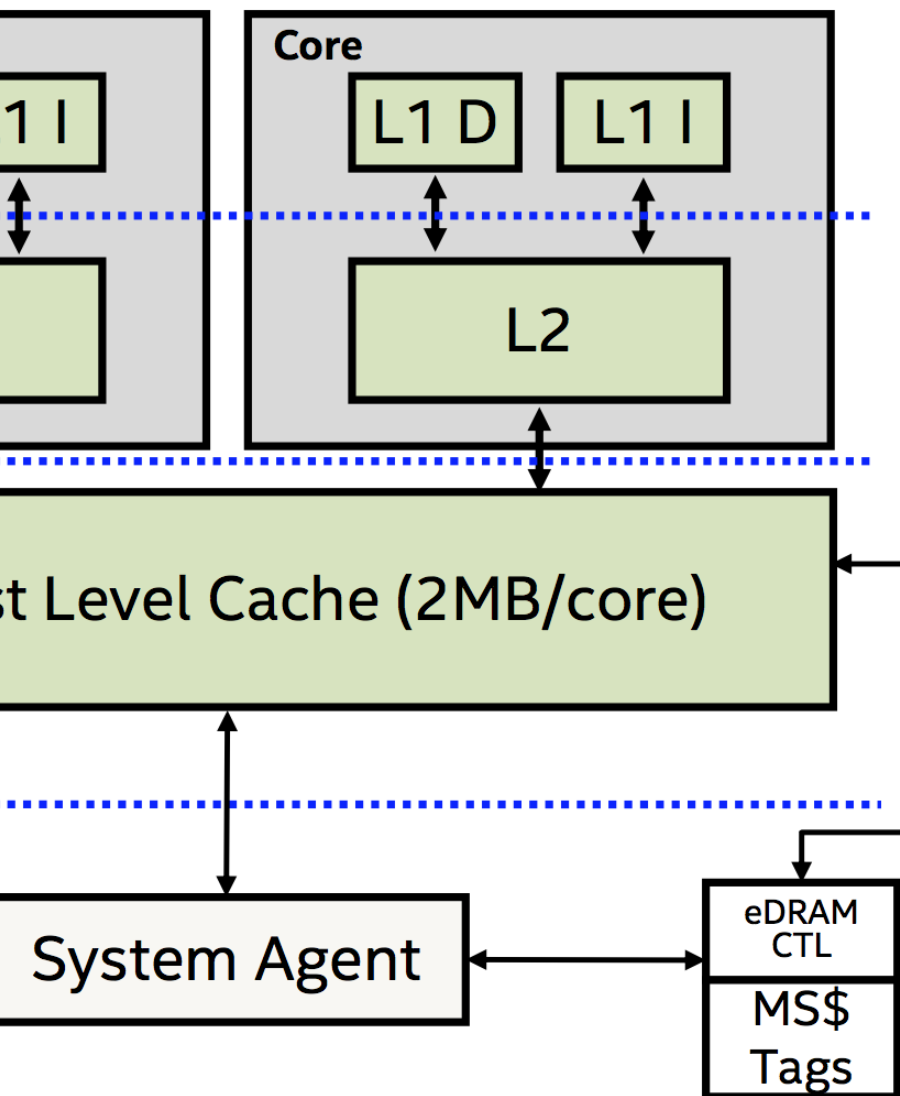 Core
1 I
L1 D
L1 I
L2
st Level Cache (2MB/core)
System Agent
eDRAM
CTL
MS$
Tags